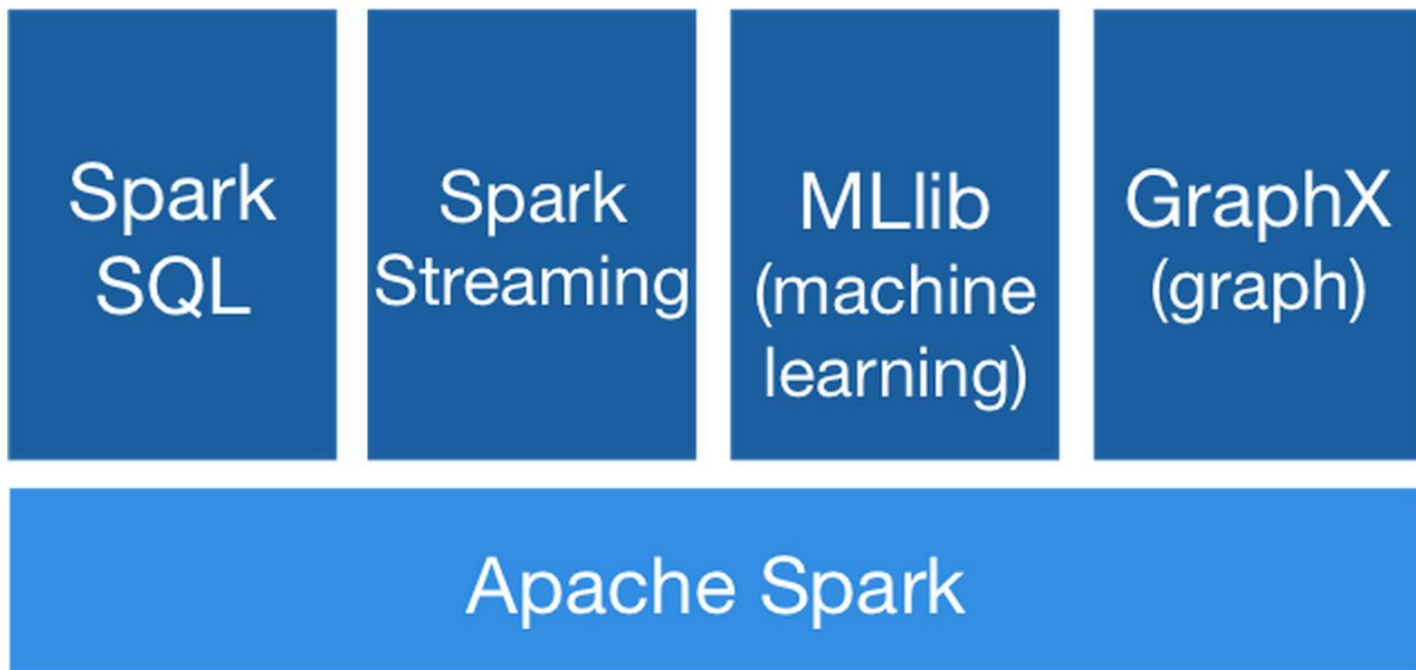 Spark
SQL
Spark
Streaming
MLlib
(machine
learning)
GraphX
(graph)
Apache Spark